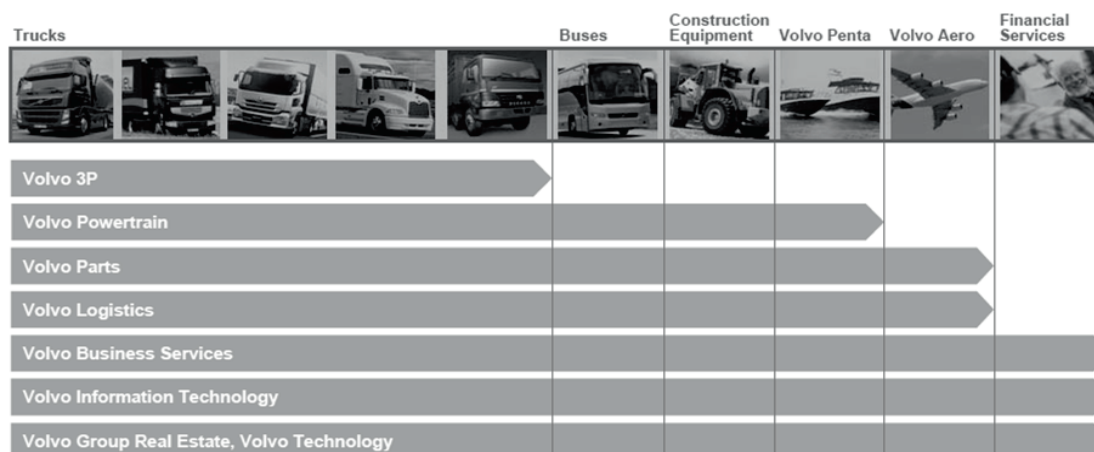 Trucks
Buses
Construction
Equipment
Volvo Penta
Volvo Aero
Financial
Services
Volvo 3P
Volvo Powertrain
Volvo Parts
Volvo Logistics
Volvo Business Services
Volvo Information Technology
Volvo Group Real Estate, Volvo Technology